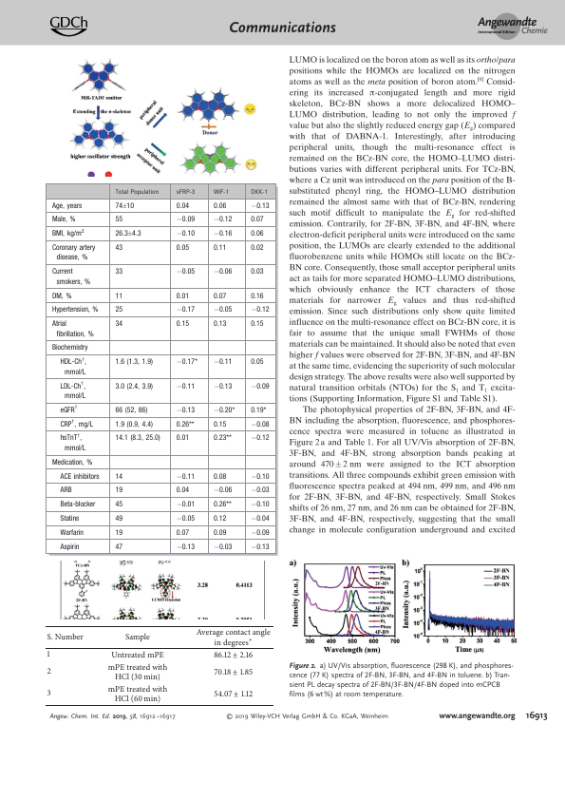 GDCh
Communications
Angewandte
International Edition Chemie
MR-TADF emitter
Extending the π-skeleton
higher oscillator strength
peripheral
donor unit
peripheral
acceptor unit
Donor
Total Population sFRP-3 WIF-1 DKK-1
Age, years 74±10 0.04 0.06 −0.13
Male, % 55 −0.09 −0.12 0.07
BMI, kg/m² 26.3±4.3 −0.10 −0.16 0.06
Coronary artery disease, % 43 0.05 0.11 0.02
Current smokers, % 33 −0.05 −0.06 0.03
DM, % 11 0.01 0.07 0.16
Hypertension, % 25 −0.17 −0.05 −0.12
Atrial fibrillation, % 34 0.15 0.13 0.15
Biochemistry
HDL-Ch†, mmol/L 1.6 (1.3, 1.9) −0.17* −0.11 0.05
LDL-Ch†, mmol/L 3.0 (2.4, 3.9) −0.11 −0.13 −0.09
eGFR† 66 (52, 86) −0.13 −0.20* 0.19*
CRP†, mg/L 1.9 (0.9, 4.4) 0.26** 0.15 −0.08
hsTnT†, mmol/L 14.1 (8.3, 25.0) 0.01 0.23** −0.12
Medication, %
ACE inhibitors 14 −0.11 0.08 −0.10
ARB 19 0.04 −0.06 −0.03
Beta-blocker 45 −0.01 0.26** −0.10
Statins 49 −0.05 0.12 −0.04
Warfarin 19 0.07 0.09 −0.09
Aspirin 47 −0.13 −0.03 −0.13
3.28 0.4113
S. Number Sample Average contact angle in degrees*
1 Untreated mPE 86.12 ± 2.16
2 mPE treated with HCl (30 min) 70.18 ± 1.85
3 mPE treated with HCl (60 min) 54.07 ± 1.12
LUMO is localized on the boron atom as well as its ortho/para
positions while the HOMOs are localized on the nitrogen
atoms as well as the meta position of boron atom.[9] Consid-
ering its increased π-conjugated length and more rigid
skeleton, BCz-BN shows a more delocalized HOMO–
LUMO distribution, leading to not only the improved f
value but also the slightly reduced energy gap (Eg) compared
with that of DABNA-1. Interestingly, after introducing
peripheral units, though the multi-resonance effect is
remained on the BCz-BN core, the HOMO–LUMO distri-
butions varies with different peripheral units. For TCz-BN,
where a Cz unit was introduced on the para position of the B-
substituted phenyl ring, the HOMO–LUMO distribution
remained the almost same with that of BCz-BN, rendering
such motif difficult to manipulate the Eg for red-shifted
emission. Contrarily, for 2F-BN, 3F-BN, and 4F-BN, where
electron-deficit peripheral units were introduced on the same
position, the LUMOs are clearly extended to the additional
fluorobenzene units while HOMOs still locate on the BCz-
BN core. Consequently, those small acceptor peripheral units
act as tails for more separated HOMO–LUMO distributions,
which obviously enhance the ICT characters of those
materials for narrower Eg values and thus red-shifted
emission. Since such distributions only show quite limited
influence on the multi-resonance effect on BCz-BN core, it is
fair to assume that the unique small FWHMs of those
materials can be maintained. It should also be noted that even
higher f values were observed for 2F-BN, 3F-BN, and 4F-BN
at the same time, evidencing the superiority of such molecular
design strategy. The above results were also well supported by
natural transition orbitals (NTOs) for the S1 and T1 excita-
tions (Supporting Information, Figure S1 and Table S1).
The photophysical properties of 2F-BN, 3F-BN, and 4F-
BN including the absorption, fluorescence, and phosphores-
cence spectra were measured in toluene as illustrated in
Figure 2a and Table 1. For all UV/Vis absorption of 2F-BN,
3F-BN, and 4F-BN, strong absorption bands peaking at
around 470 ± 2 nm were assigned to the ICT absorption
transitions. All three compounds exhibit green emission with
fluorescence spectra peaked at 494 nm, 499 nm, and 496 nm
for 2F-BN, 3F-BN, and 4F-BN, respectively. Small Stokes
shifts of 26 nm, 27 nm, and 26 nm can be obtained for 2F-BN,
3F-BN, and 4F-BN, respectively, suggesting that the small
change in molecule configuration underground and excited
a)
Intensity (a.u.)
Uv-Vis
PL
Phos
2F-BN
Uv-Vis
PL
Phos
3F-BN
Uv-Vis
PL
Phos
4F-BN
300 400 500 600 700
Wavelength (nm)
b)
Intensity (a.u.)
2F-BN
3F-BN
4F-BN
0 10 20 30 40 50
Time (μs)
Figure 2. a) UV/Vis absorption, fluorescence (298 K), and phosphores-
cence (77 K) spectra of 2F-BN, 3F-BN, and 4F-BN in toluene. b) Tran-
sient PL decay spectra of 2F-BN/3F-BN/4F-BN doped into mCPCB
films (6 wt%) at room temperature.
Angew. Chem. Int. Ed. 2019, 58, 16912–16917 © 2019 Wiley-VCH Verlag GmbH & Co. KGaA, Weinheim www.angewandte.org 16913